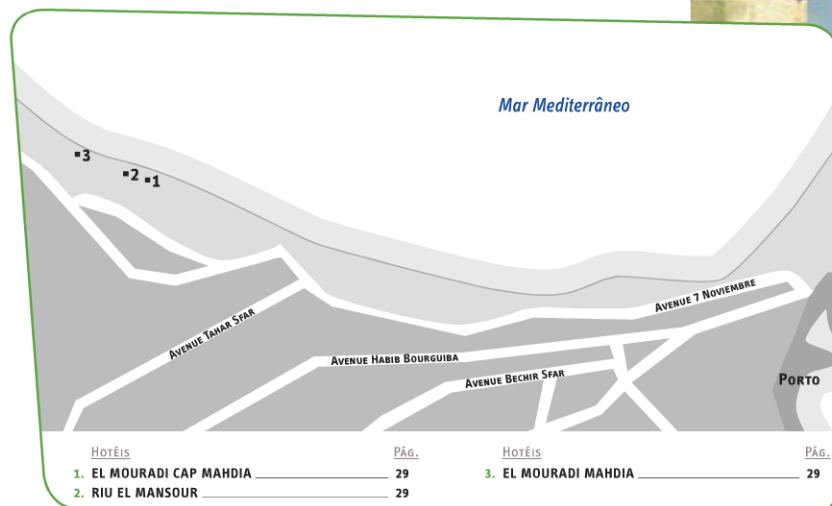 Mar Mediterrâneo
3
2
1
Avenue 7 Noviembre
Avenue Tahar Sfar
Avenue Habib Bourguiba
Avenue Bechir Sfar
Porto
Hotéis Pág.
1. EL MOURADI CAP MAHDIA 29
2. RIU EL MANSOUR 29
Hotéis Pág.
3. EL MOURADI MAHDIA 29